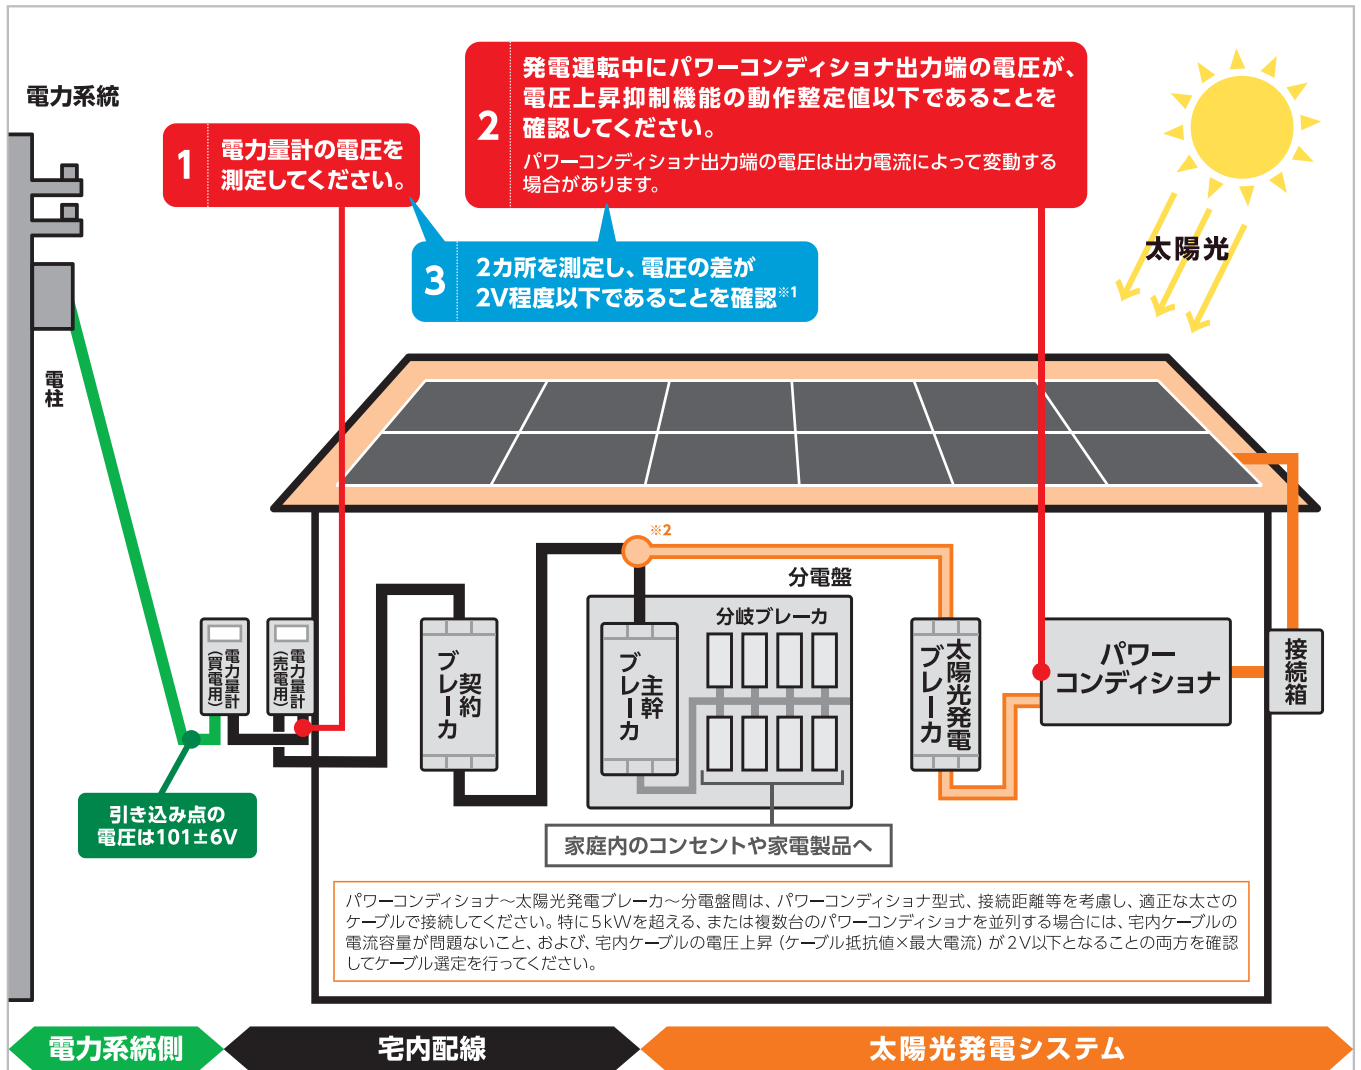 電力系統
1
電力量計の電圧を
測定してください。
2
発電運転中にパワーコンディショナ出力端の電圧が、
電圧上昇抑制機能の動作整定値以下であることを
確認してください。
パワーコンディショナ出力端の電圧は出力電流によって変動する
場合があります。
3
2カ所を測定し、電圧の差が
2V程度以下であることを確認※1
太陽光
電柱
※2
分電盤
分岐ブレーカ
電力量計
（買電用）
電力量計
（売電用）
契約
ブレーカ
主幹
ブレーカ
太陽光発電
ブレーカ
パワー
コンディショナ
接続箱
引き込み点の
電圧は101±6V
家庭内のコンセントや家電製品へ
パワーコンディショナ～太陽光発電ブレーカ～分電盤間は、パワーコンディショナ型式、接続距離等を考慮し、適正な太さの
ケーブルで接続してください。特に5kWを超える、または複数台のパワーコンディショナを並列する場合には、宅内ケーブルの
電流容量が問題ないこと、および、宅内ケーブルの電圧上昇（ケーブル抵抗値×最大電流）が2V以下となることの両方を確認
してケーブル選定を行ってください。
電力系統側
宅内配線
太陽光発電システム